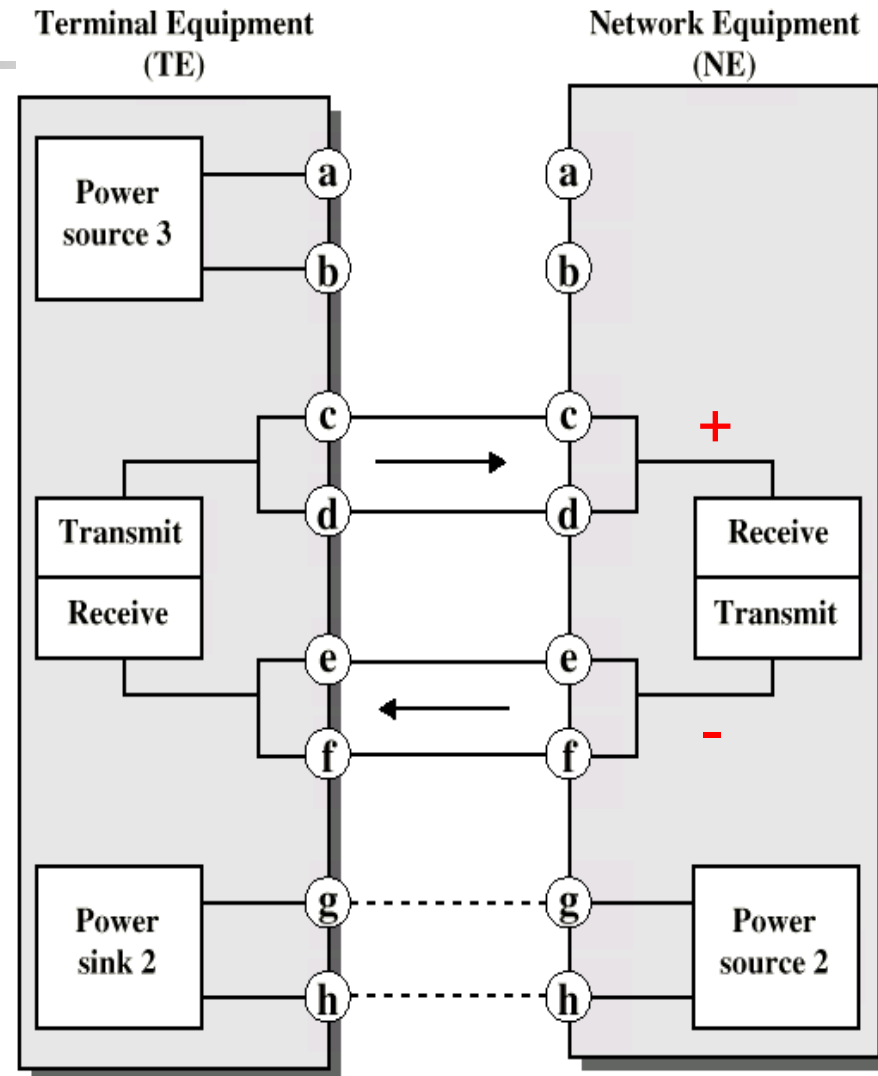 Terminal Equipment
(TE)
Network Equipment
(NE)
Power
source 3
a
b
a
b
c
d
c
d
+
Transmit
Receive
Receive
Transmit
e
f
e
f
-
Power
sink 2
g
h
g
h
Power
source 2